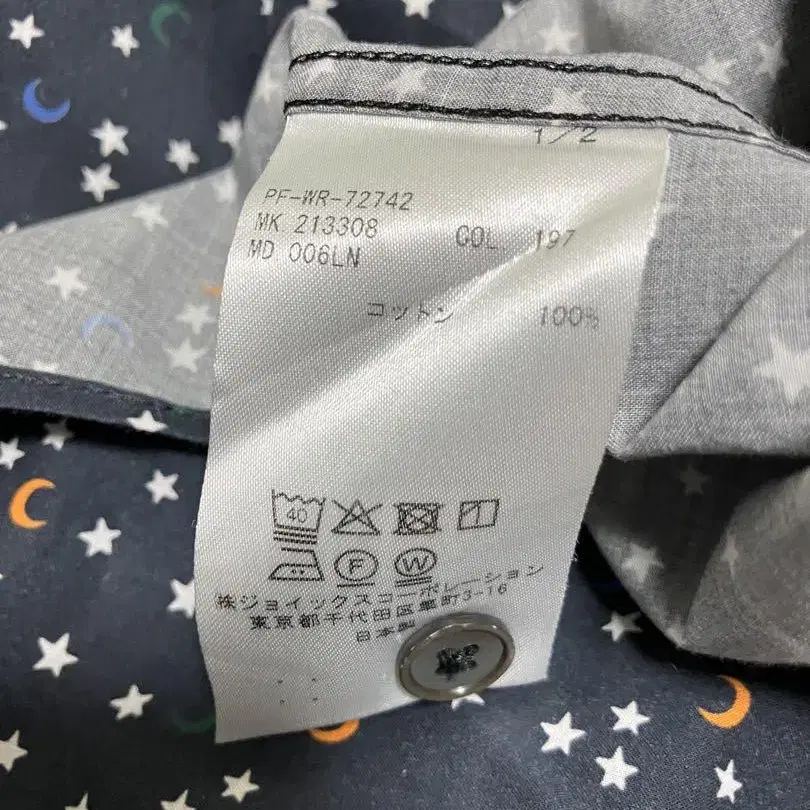 1/2
PF-WR-72742
MK 213308 COL 197
MD 006LN
コットン 100%
40
F W
株ジョイックスコーポレーション
東京都千代田区麹町3-16
日本製